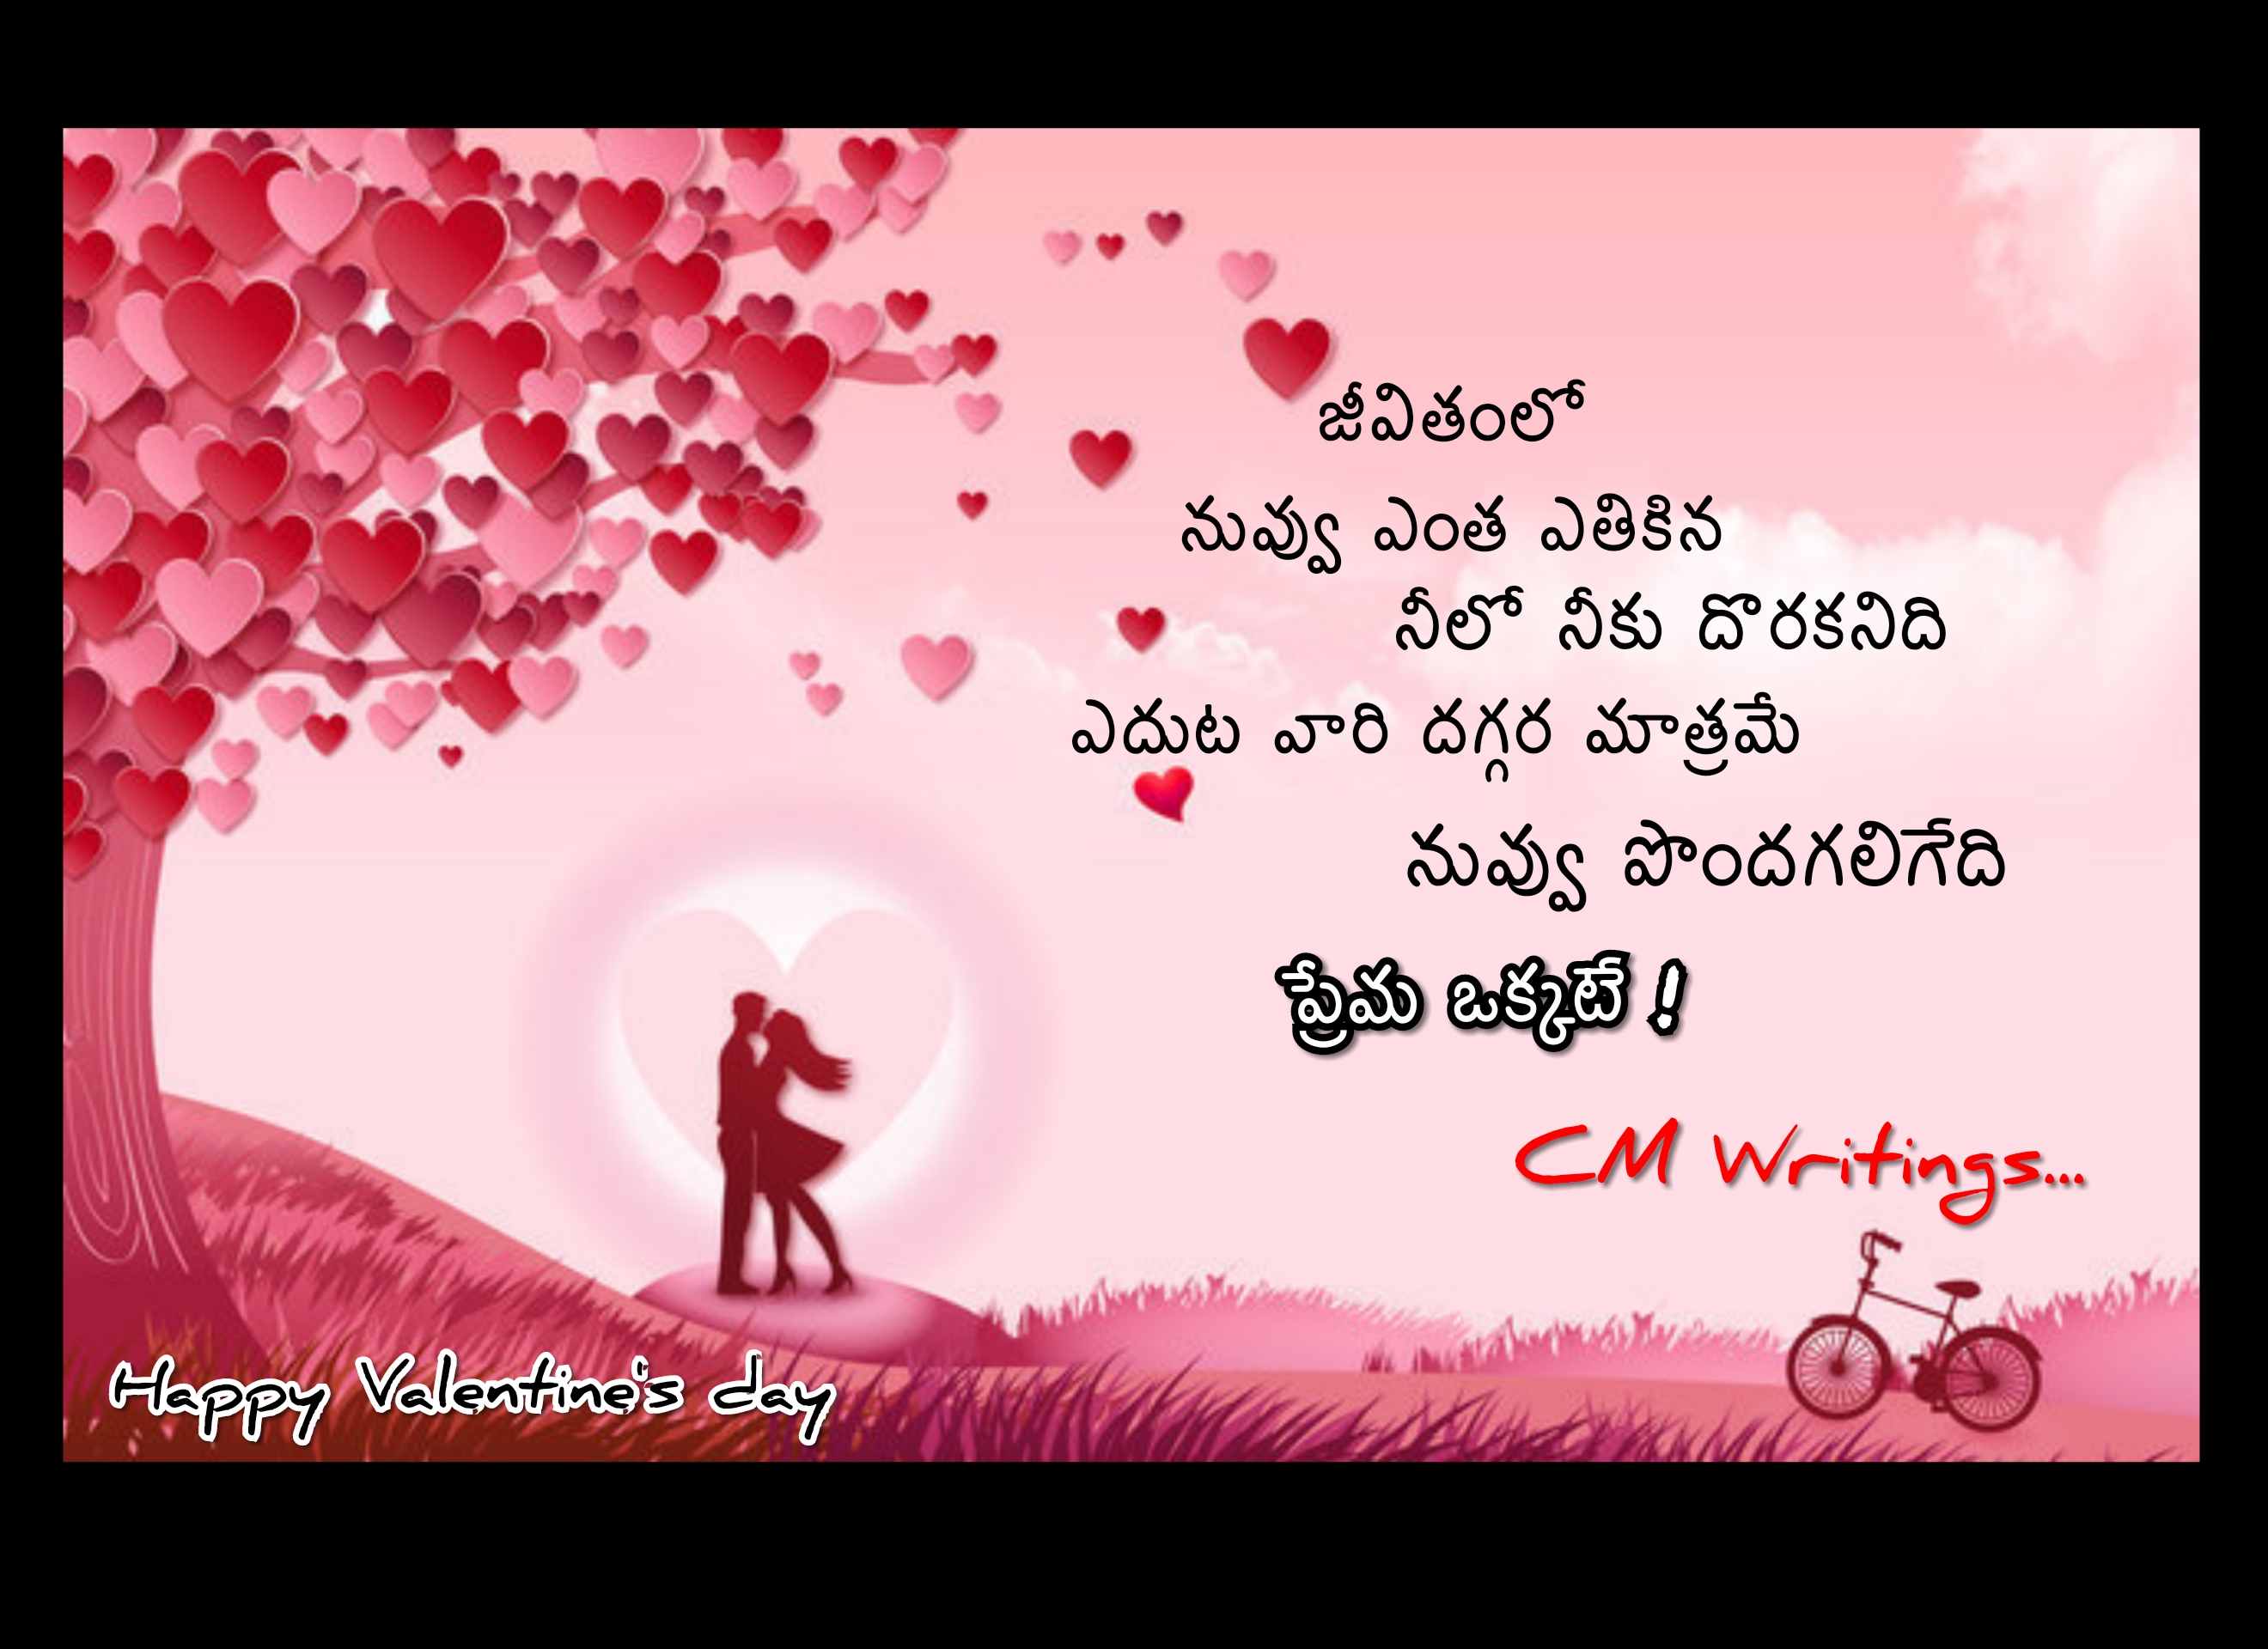 జీవితంలో
నువ్వు ఎంత ఎతికిన
నీలో నీకు దొరకనిది
ఎదుట వారి దగ్గర మాత్రమే
నువ్వు పొందగలిగేది
ప్రేమ ఒక్కటే !
CM Writings...
Happy Valentine's day